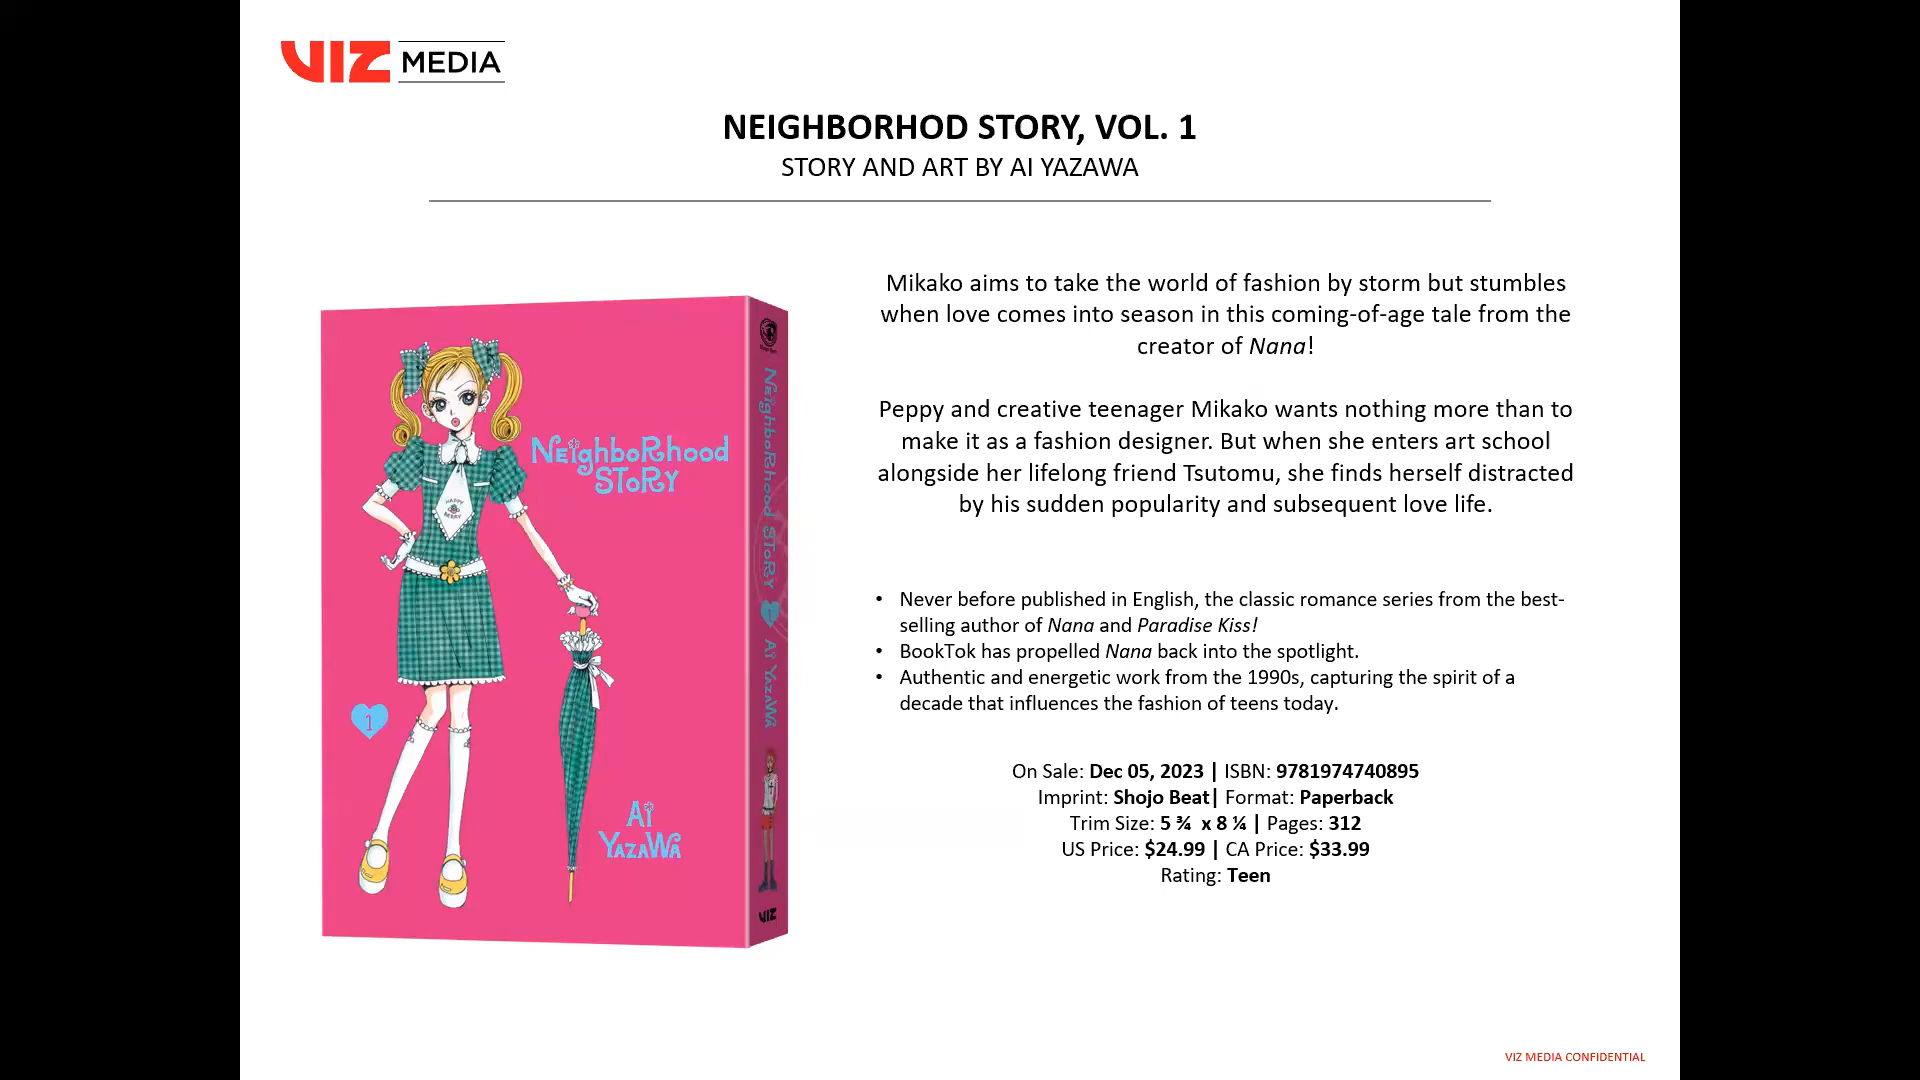 VIZ MEDIA
NEIGHBORHOD STORY, VOL. 1
STORY AND ART BY AI YAZAWA
NEighboRhood
SToRY
HAPPY
BERRY
1
Ai
YAZAWA
NEighboRhood SToRY 1 Ai YAZAWA
VIZ
Mikako aims to take the world of fashion by storm but stumbles
when love comes into season in this coming-of-age tale from the
creator of Nana!
Peppy and creative teenager Mikako wants nothing more than to
make it as a fashion designer. But when she enters art school
alongside her lifelong friend Tsutomu, she finds herself distracted
by his sudden popularity and subsequent love life.
• Never before published in English, the classic romance series from the best-
selling author of Nana and Paradise Kiss!
• BookTok has propelled Nana back into the spotlight.
• Authentic and energetic work from the 1990s, capturing the spirit of a
decade that influences the fashion of teens today.
On Sale: Dec 05, 2023 | ISBN: 9781974740895
Imprint: Shojo Beat| Format: Paperback
Trim Size: 5 ¾ x 8 ¼ | Pages: 312
US Price: $24.99 | CA Price: $33.99
Rating: Teen
VIZ MEDIA CONFIDENTIAL